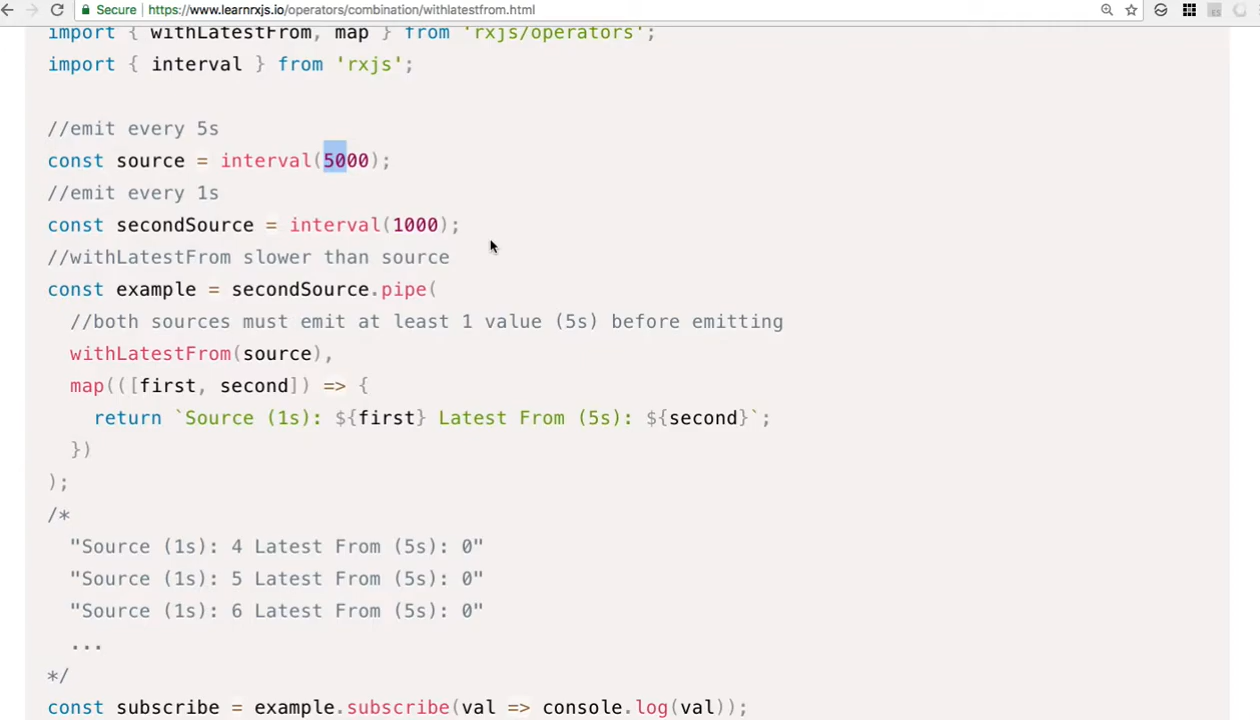 Secure https://www.learnrxjs.io/operators/combination/withlatestfrom.html
import { withLatestFrom, map } from 'rxjs/operators';
import { interval } from 'rxjs';
//emit every 5s
const source = interval(5000);
//emit every 1s
const secondSource = interval(1000);
//withLatestFrom slower than source
const example = secondSource.pipe(
//both sources must emit at least 1 value (5s) before emitting
withLatestFrom(source),
map(([first, second]) => {
return `Source (1s): ${first} Latest From (5s): ${second}`;
})
);
/*
"Source (1s): 4 Latest From (5s): 0"
"Source (1s): 5 Latest From (5s): 0"
"Source (1s): 6 Latest From (5s): 0"
...
*/
const subscribe = example.subscribe(val => console.log(val));